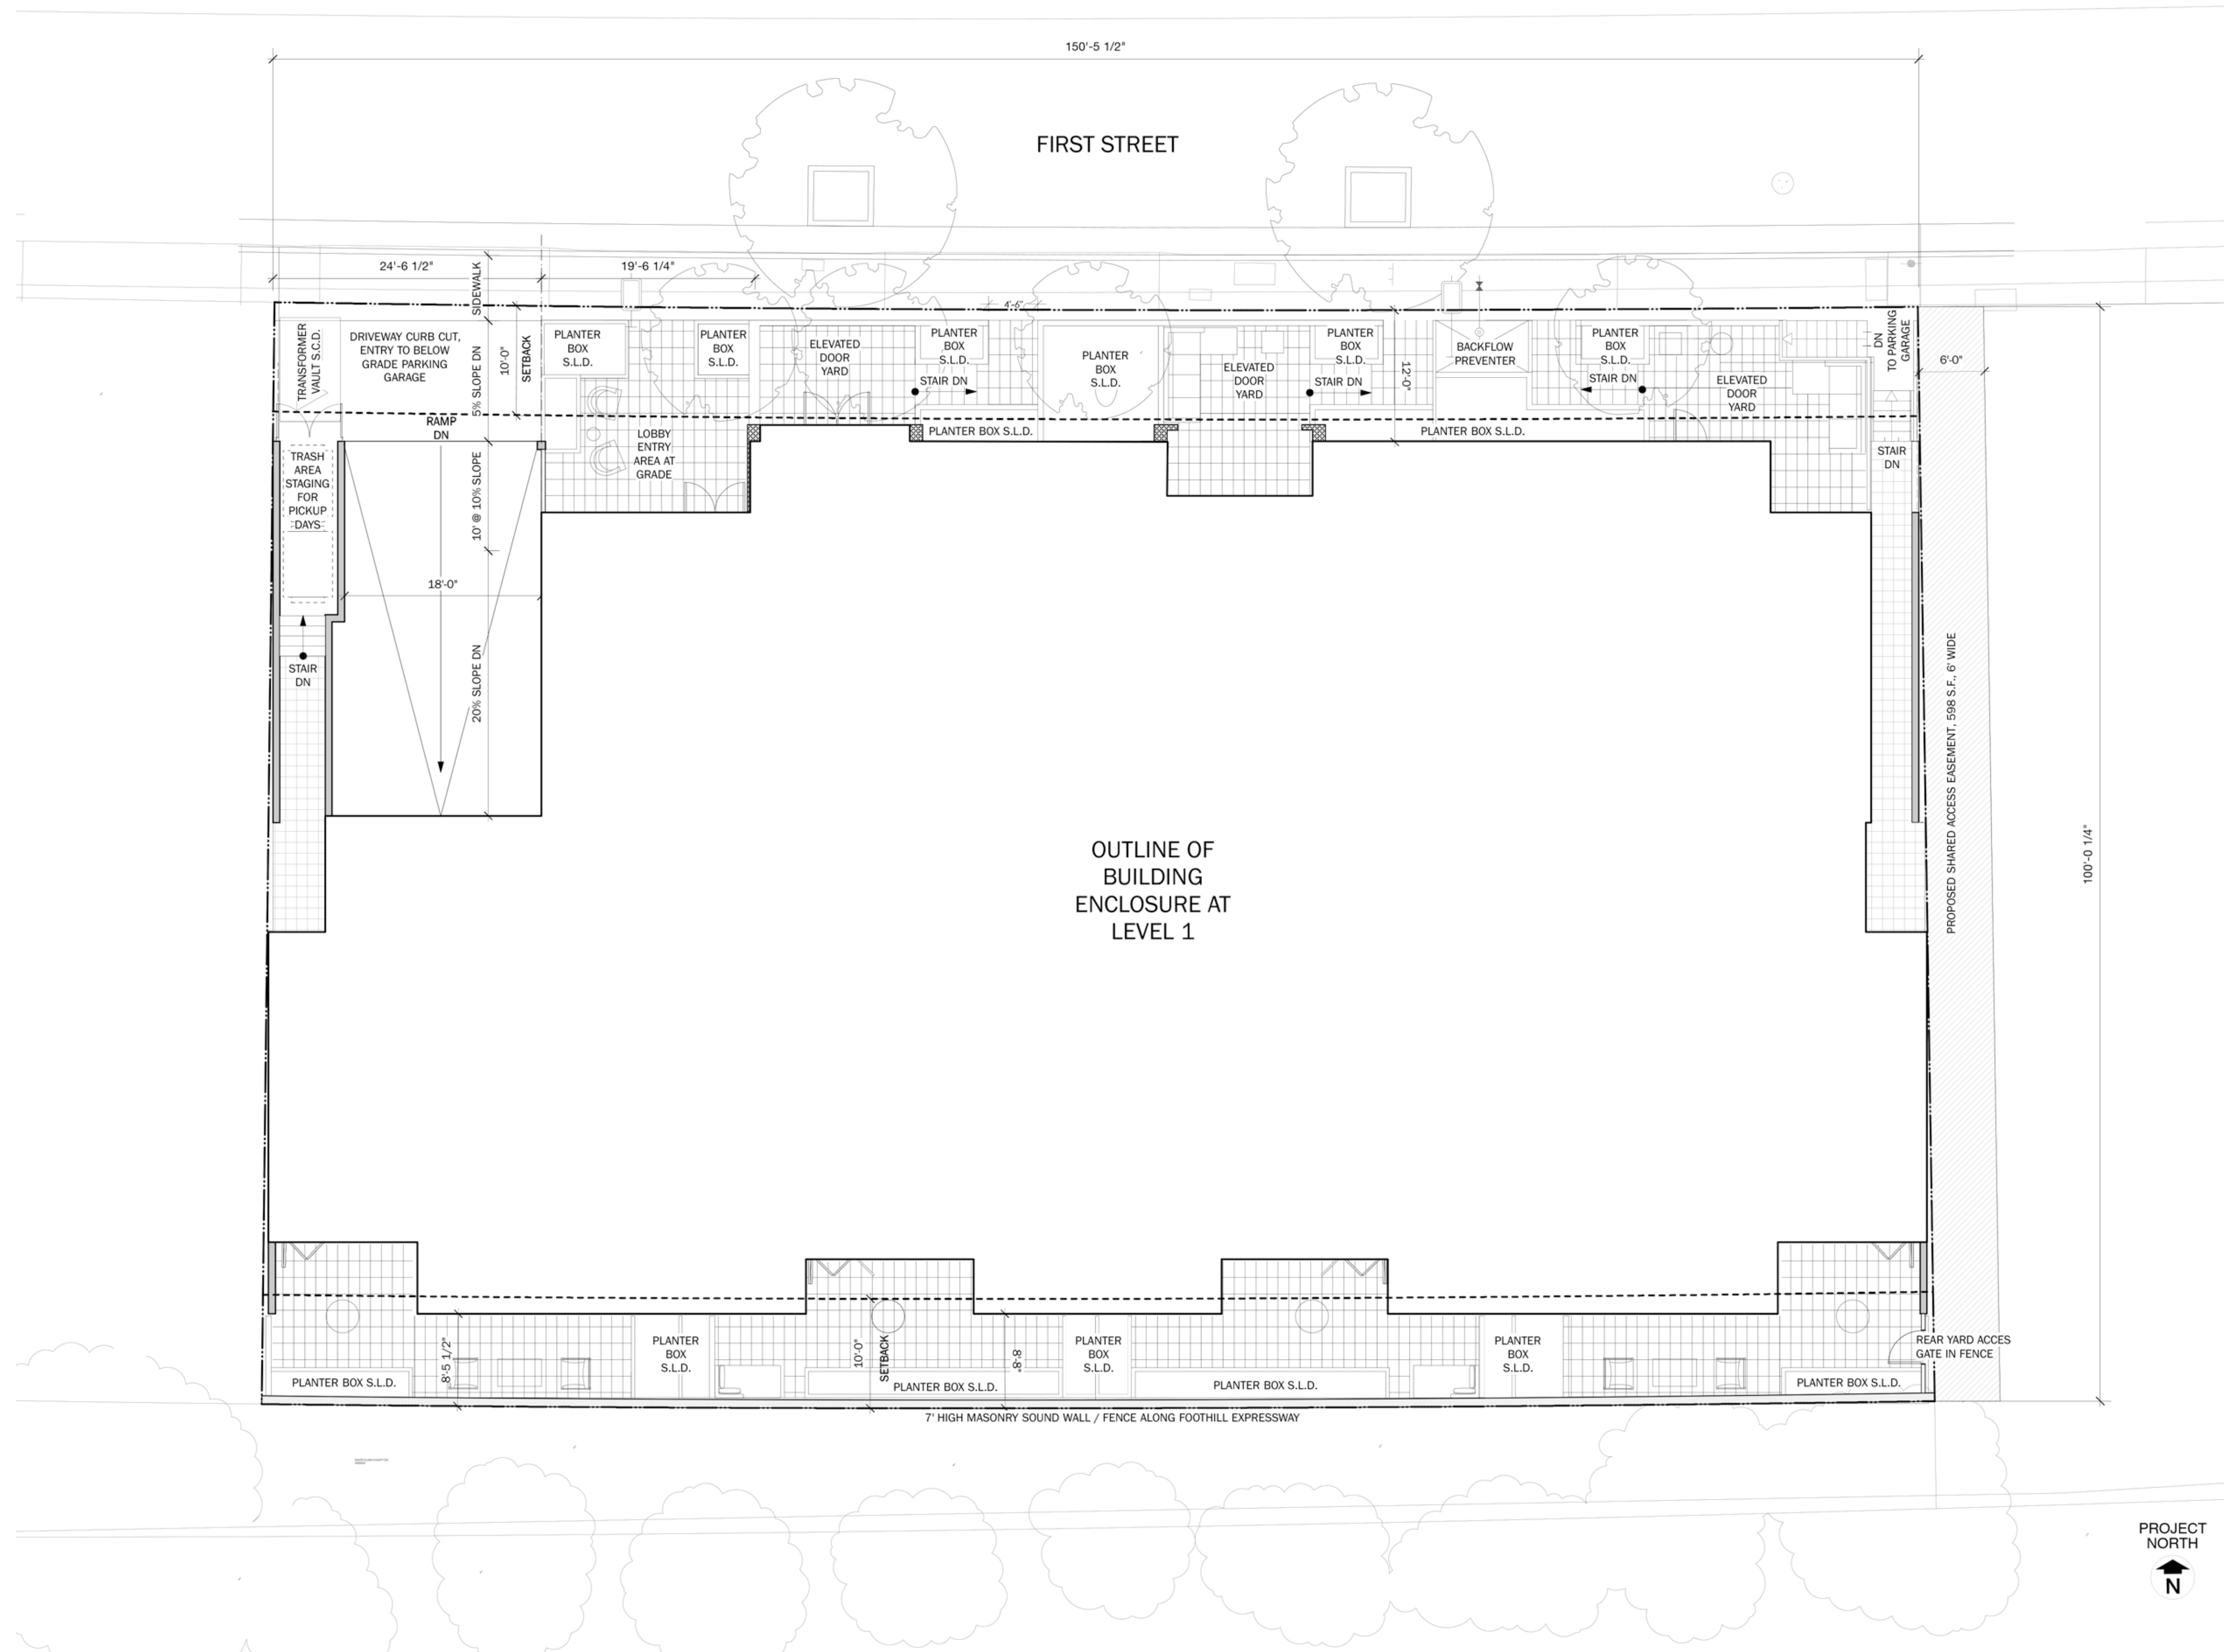 150'-5 1/2"
FIRST STREET
24'-6 1/2"
19'-6 1/4"
SIDEWALK
4'-6"
TRANSFORMER
VAULT S.C.D.
DRIVEWAY CURB CUT,
ENTRY TO BELOW
GRADE PARKING
GARAGE
5% SLOPE DN
10'-0"
SETBACK
PLANTER
BOX
S.L.D.
PLANTER
BOX
S.L.D.
ELEVATED
DOOR
YARD
PLANTER
BOX
S.L.D.
STAIR DN
PLANTER
BOX
S.L.D.
ELEVATED
DOOR
YARD
PLANTER
BOX
S.L.D.
STAIR DN
12'-0"
BACKFLOW
PREVENTER
PLANTER
BOX
S.L.D.
STAIR DN
ELEVATED
DOOR
YARD
DN
TO PARKING
GARAGE
6'-0"
RAMP
DN
LOBBY
ENTRY
AREA AT
GRADE
PLANTER BOX S.L.D.
PLANTER BOX S.L.D.
STAIR
DN
TRASH
AREA
STAGING
FOR
PICKUP
DAYS
10' @ 10% SLOPE
18'-0"
STAIR
DN
20% SLOPE DN
PROPOSED SHARED ACCESS EASEMENT, 598 S.F., 6' WIDE
100'-0 1/4"
OUTLINE OF
BUILDING
ENCLOSURE AT
LEVEL 1
8'-5 1/2"
PLANTER
BOX
S.L.D.
10'-0"
SETBACK
8'-8"
PLANTER
BOX
S.L.D.
PLANTER
BOX
S.L.D.
REAR YARD ACCES
GATE IN FENCE
PLANTER BOX S.L.D.
PLANTER BOX S.L.D.
PLANTER BOX S.L.D.
PLANTER BOX S.L.D.
7' HIGH MASONRY SOUND WALL / FENCE ALONG FOOTHILL EXPRESSWAY
PROJECT
NORTH
N